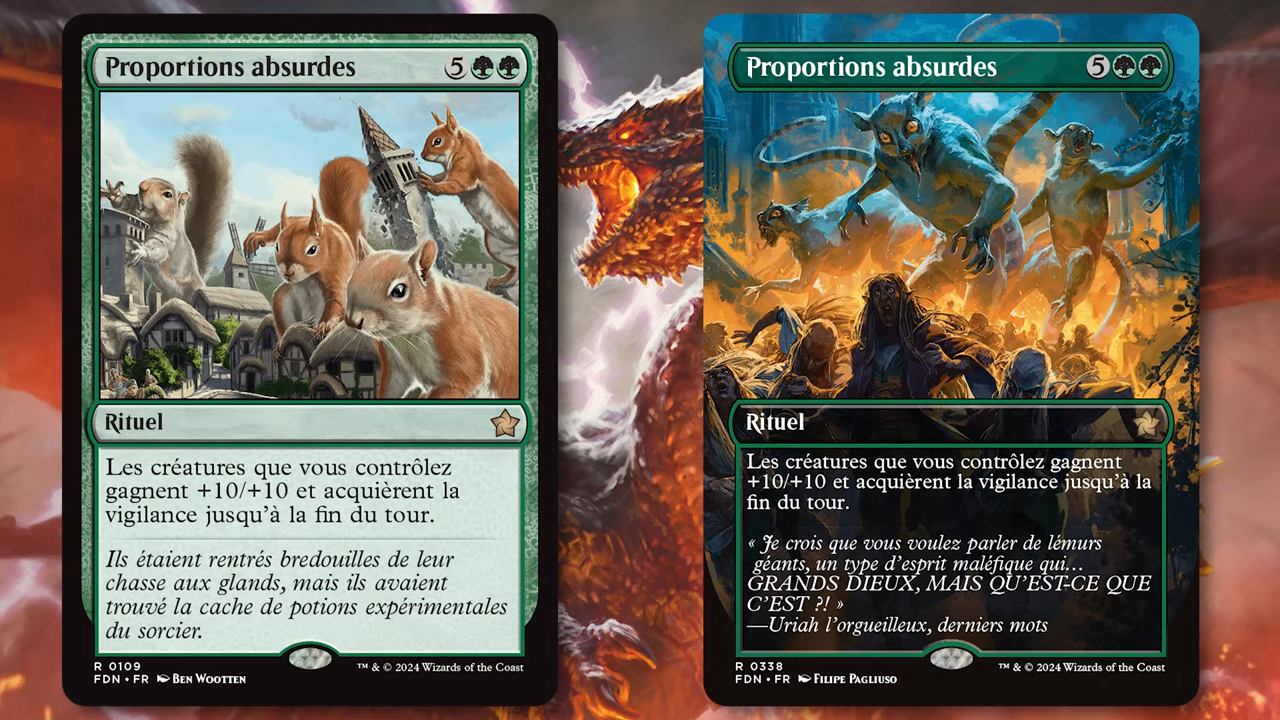 Proportions absurdes 5
Rituel
Les créatures que vous contrôlez
gagnent +10/+10 et acquièrent la
vigilance jusqu'à la fin du tour.
Ils étaient rentrés bredouilles de leur
chasse aux glands, mais ils avaient
trouvé la cache de potions expérimentales
du sorcier.
R 0109
FDN • FR BEN WOOTTEN
™ & © 2024 Wizards of the Coast
Proportions absurdes 5
Rituel
Les créatures que vous contrôlez gagnent
+10/+10 et acquièrent la vigilance jusqu'à la
fin du tour.
« Je crois que vous voulez parler de lémurs
géants, un type d'esprit maléfique qui…
GRANDS DIEUX, MAIS QU'EST-CE QUE
C'EST ?! »
—Uriah l'orgueilleux, derniers mots
R 0338
FDN • FR FILIPE PAGLIUSO
™ & © 2024 Wizards of the Coast